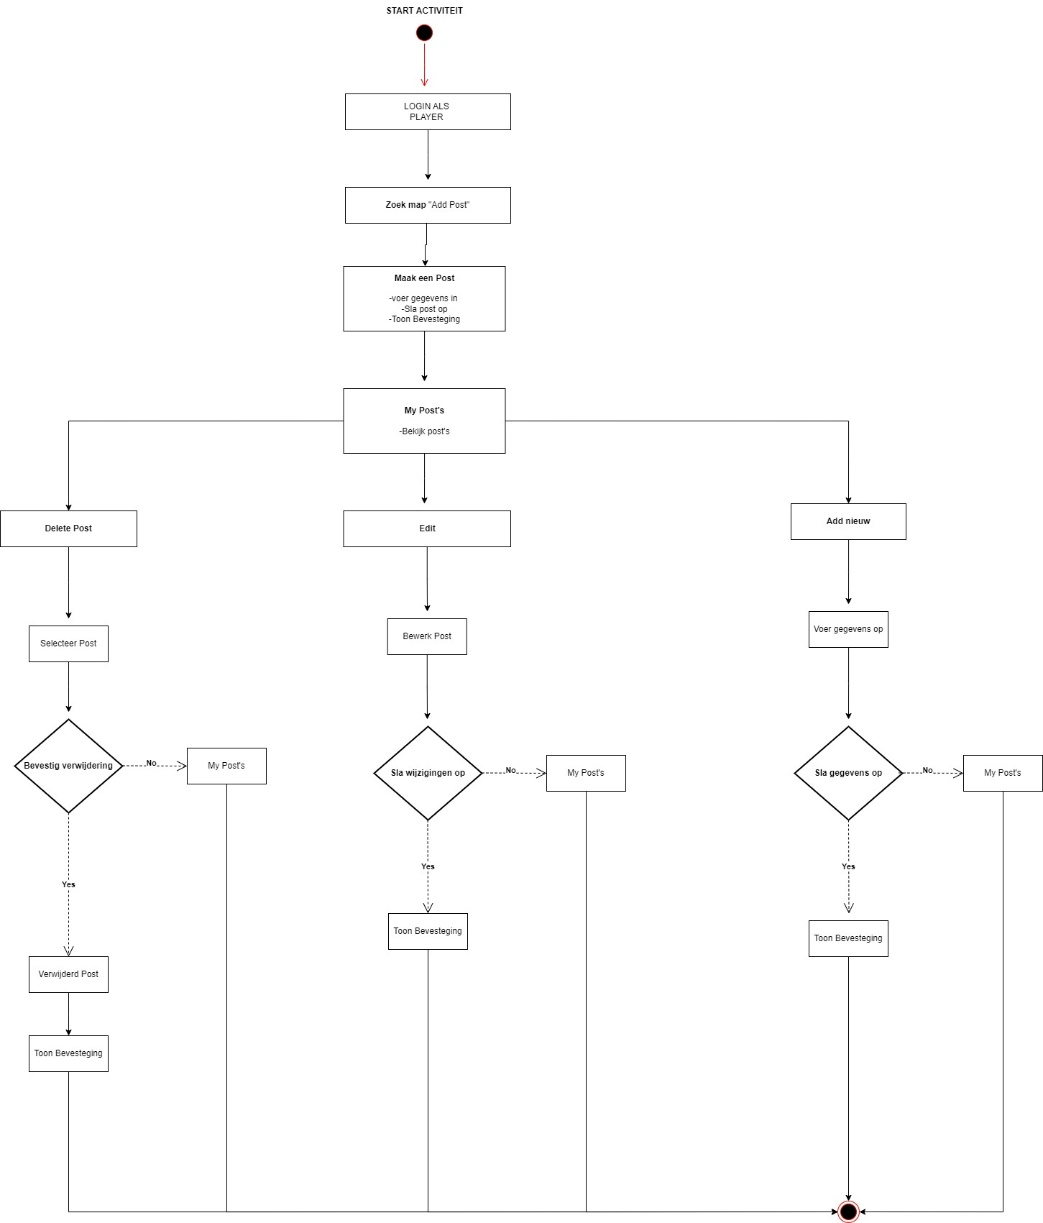 START ACTIVITEIT
LOGIN ALS
PLAYER
Zoek map "Add Post"
Maak een Post
-voer gegevens in
-Sla post op
-Toon Bevesteging
My Post's
-Bekijk post's
Delete Post
Edit
Add nieuw
Selecteer Post
Bewerk Post
Voer gegevens op
Bevestig verwijdering
No
My Post's
Sla wijzigingen op
No
My Post's
Sla gegevens op
No
My Post's
Yes
Yes
Yes
Toon Bevesteging
Toon Bevesteging
Verwijderd Post
Toon Bevesteging